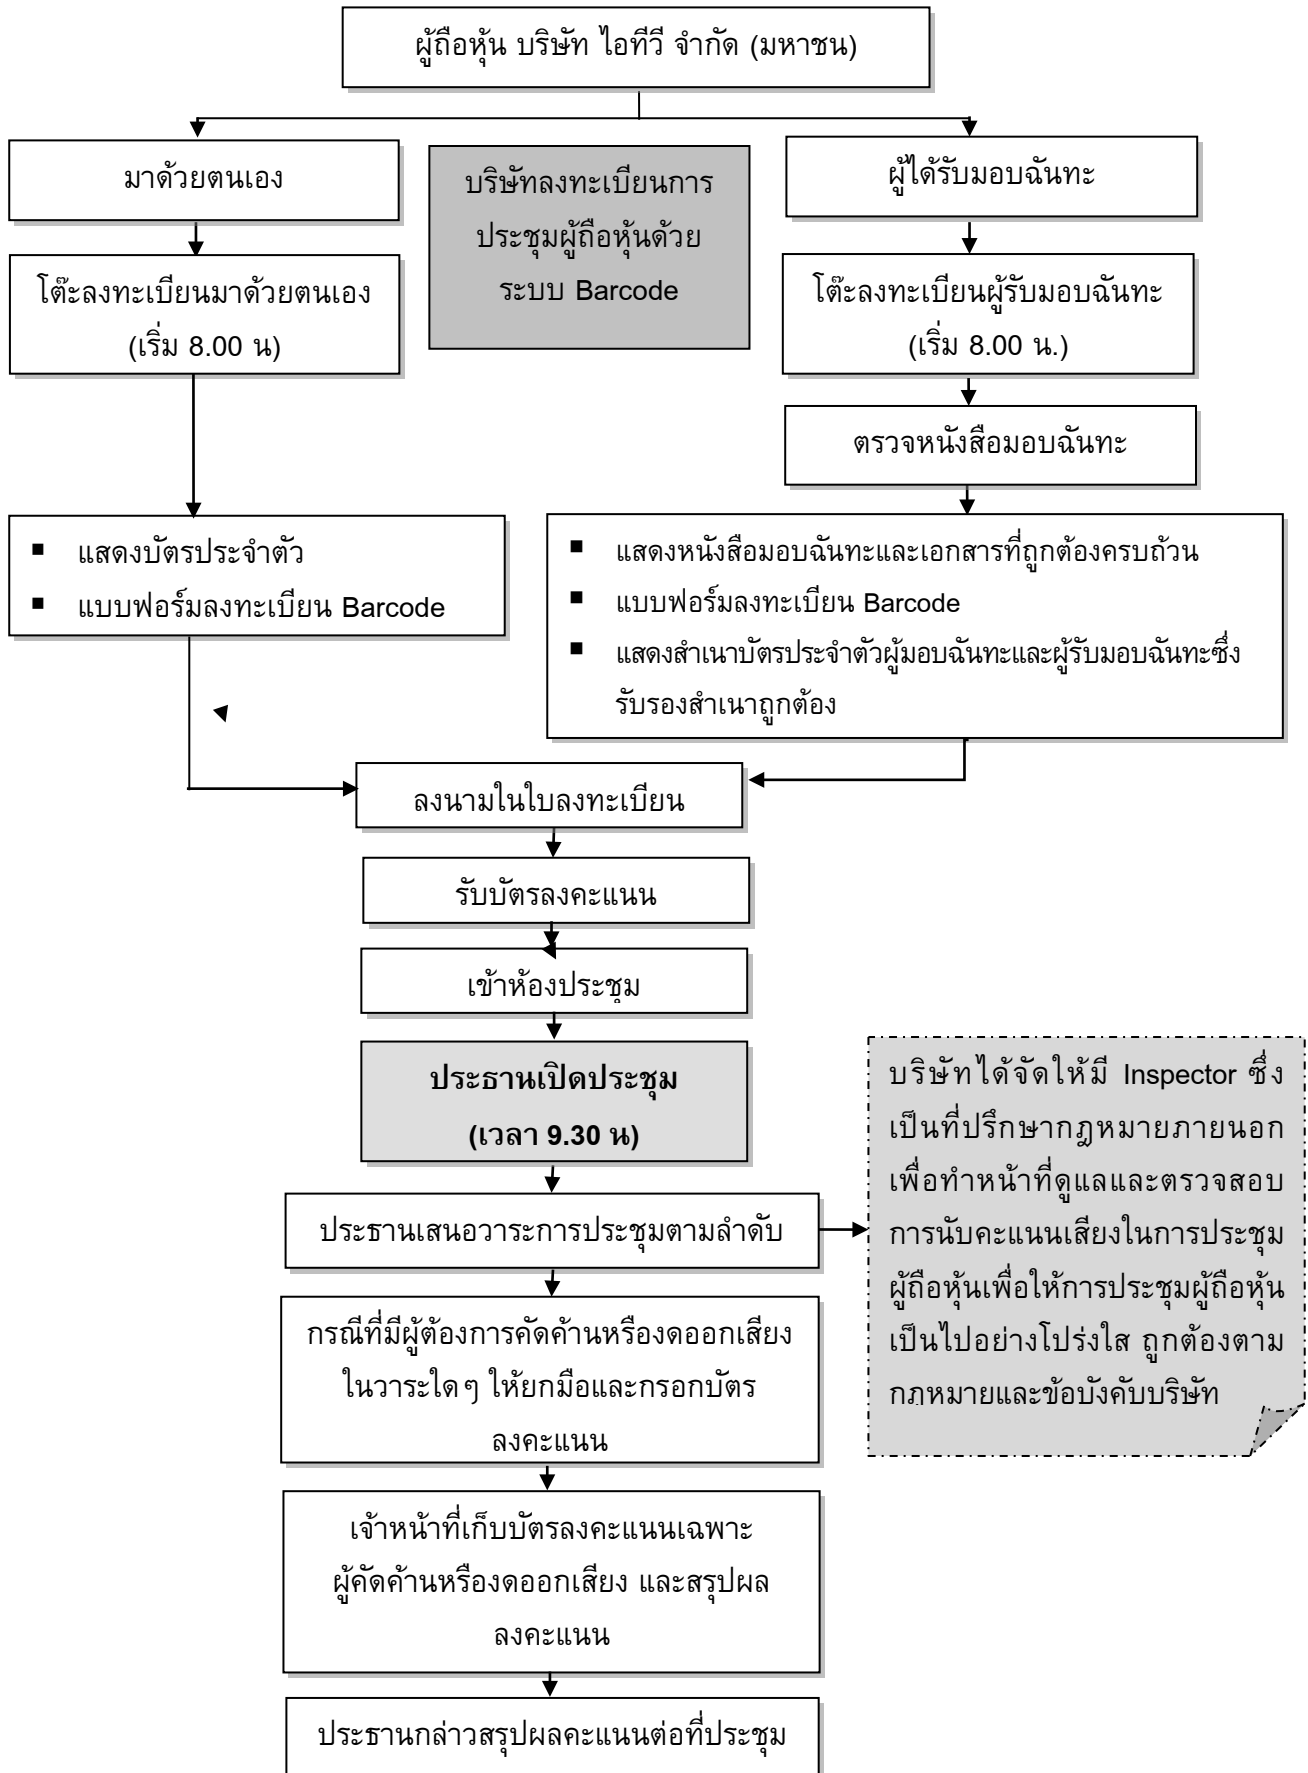 ผู้ถือหุ้น บริษัท ไอทีวี จำกัด (มหาชน)
มาด้วยตนเอง
บริษัทลงทะเบียนการ
ประชุมผู้ถือหุ้นด้วย
ระบบ Barcode
ผู้ได้รับมอบฉันทะ
โต๊ะลงทะเบียนมาด้วยตนเอง
(เริ่ม 8.00 น)
โต๊ะลงทะเบียนผู้รับมอบฉันทะ
(เริ่ม 8.00 น.)
ตรวจหนังสือมอบฉันทะ
▪ แสดงบัตรประจำตัว
▪ แบบฟอร์มลงทะเบียน Barcode
▪ แสดงหนังสือมอบฉันทะและเอกสารที่ถูกต้องครบถ้วน
▪ แบบฟอร์มลงทะเบียน Barcode
▪ แสดงสำเนาบัตรประจำตัวผู้มอบฉันทะและผู้รับมอบฉันทะซึ่ง
รับรองสำเนาถูกต้อง
ลงนามในใบลงทะเบียน
รับบัตรลงคะแนน
เข้าห้องประชุม
ประธานเปิดประชุม
(เวลา 9.30 น)
ประธานเสนอวาระการประชุมตามลำดับ
บริษัทได้จัดให้มี Inspector ซึ่ง
เป็นที่ปรึกษากฎหมายภายนอก
เพื่อทำหน้าที่ดูแลและตรวจสอบ
การนับคะแนนเสียงในการประชุม
ผู้ถือหุ้นเพื่อให้การประชุมผู้ถือหุ้น
เป็นไปอย่างโปร่งใส ถูกต้องตาม
กฎหมายและข้อบังคับบริษัท
กรณีที่มีผู้ต้องการคัดค้านหรืองดออกเสียง
ในวาระใดๆ ให้ยกมือและกรอกบัตร
ลงคะแนน
เจ้าหน้าที่เก็บบัตรลงคะแนนเฉพาะ
ผู้คัดค้านหรืองดออกเสียง และสรุปผล
ลงคะแนน
ประธานกล่าวสรุปผลคะแนนต่อที่ประชุม